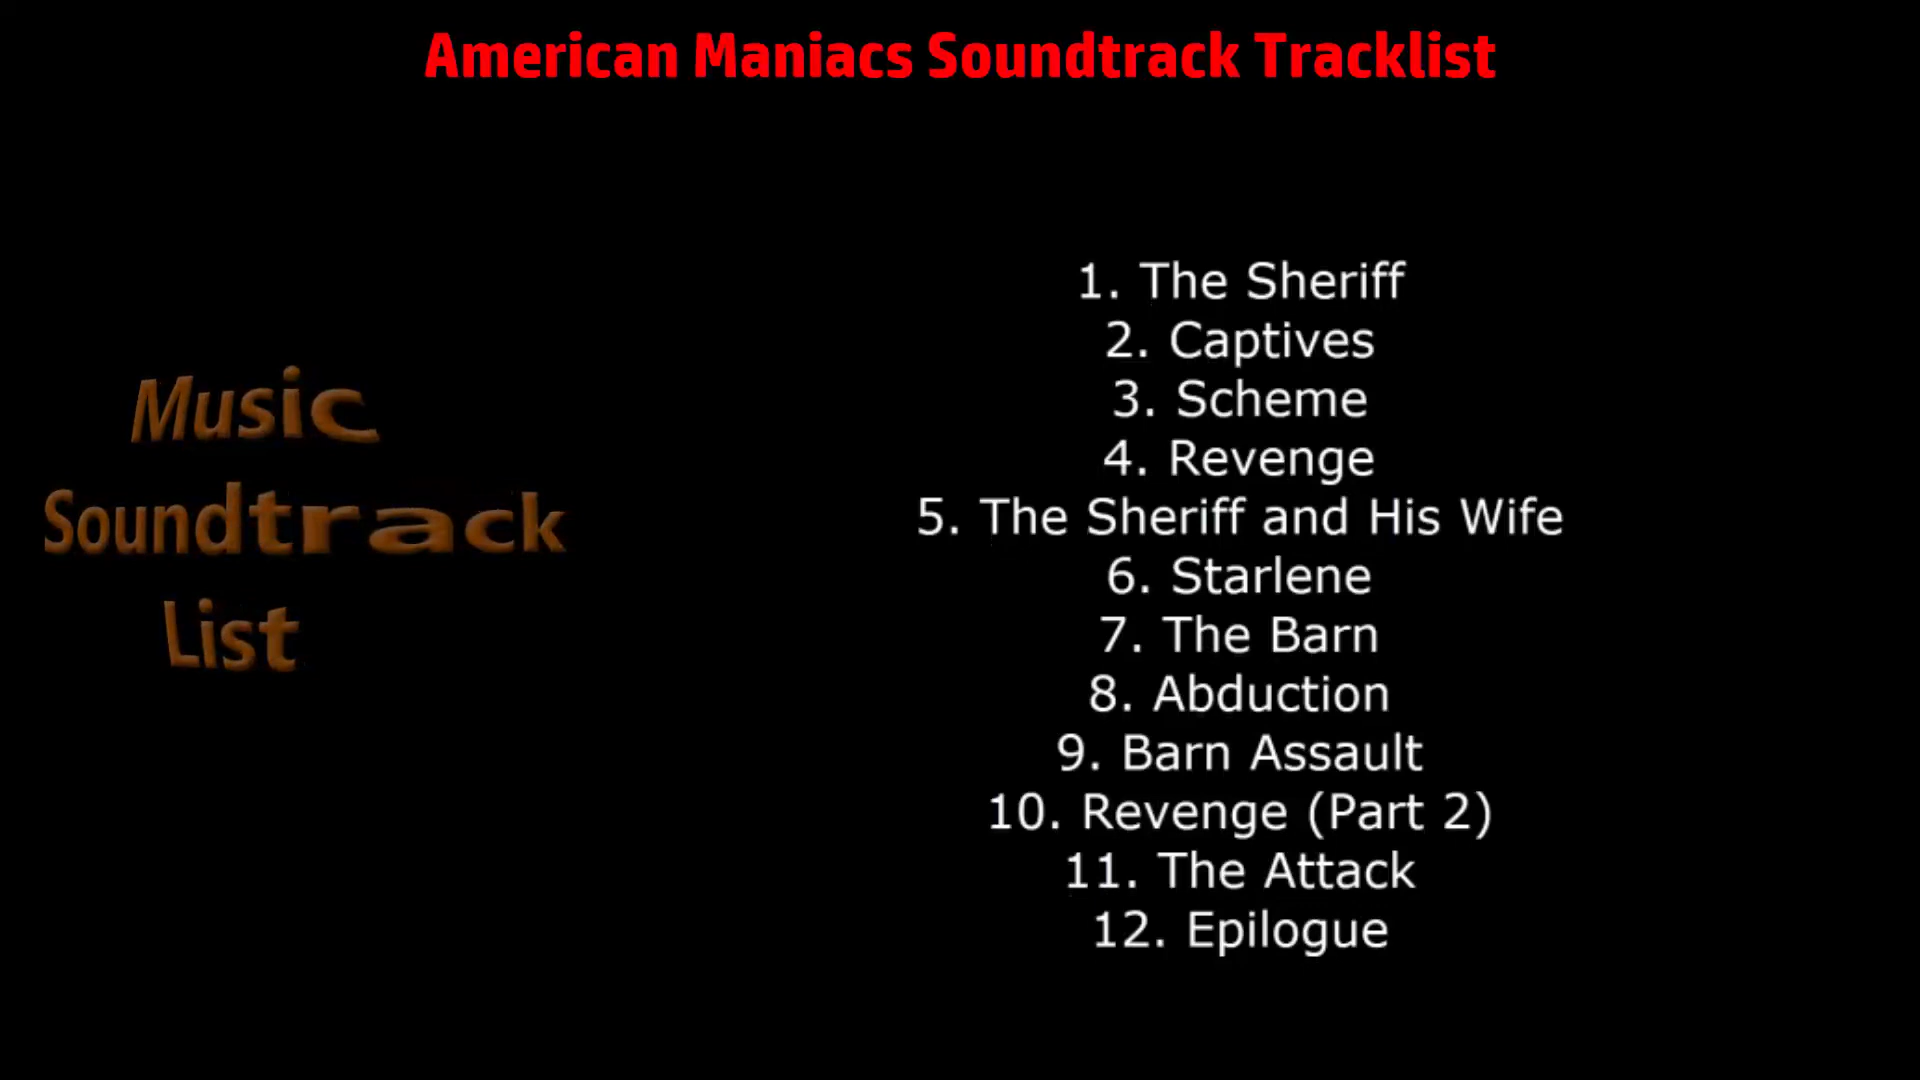 American Maniacs Soundtrack Tracklist
Music
Soundtrack
List
1. The Sheriff
2. Captives
3. Scheme
4. Revenge
5. The Sheriff and His Wife
6. Starlene
7. The Barn
8. Abduction
9. Barn Assault
10. Revenge (Part 2)
11. The Attack
12. Epilogue